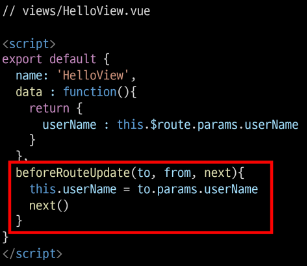 // views/HelloView.vue
<script>
export default {
name: 'HelloView',
data : function(){
return {
userName : this.$route.params.userName
}
},
beforeRouteUpdate(to, from, next){
this.userName = to.params.userName
next()
}
}
</script>